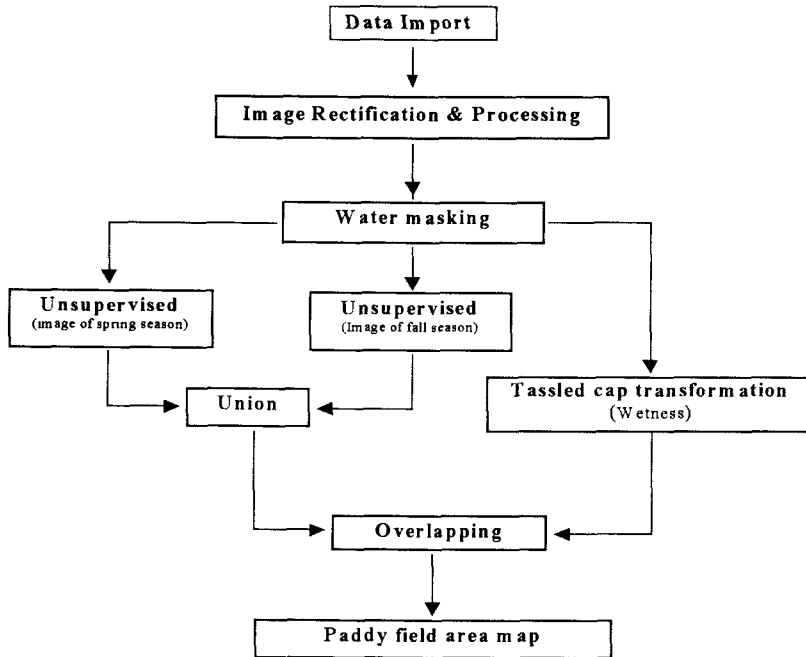 Data Import
Image Rectification & Processing
Water masking
Unsupervised
(image of spring season)
Unsupervised
(Image of fall season)
Union
Tassled cap transformation
(Wetness)
Overlapping
Paddy field area map